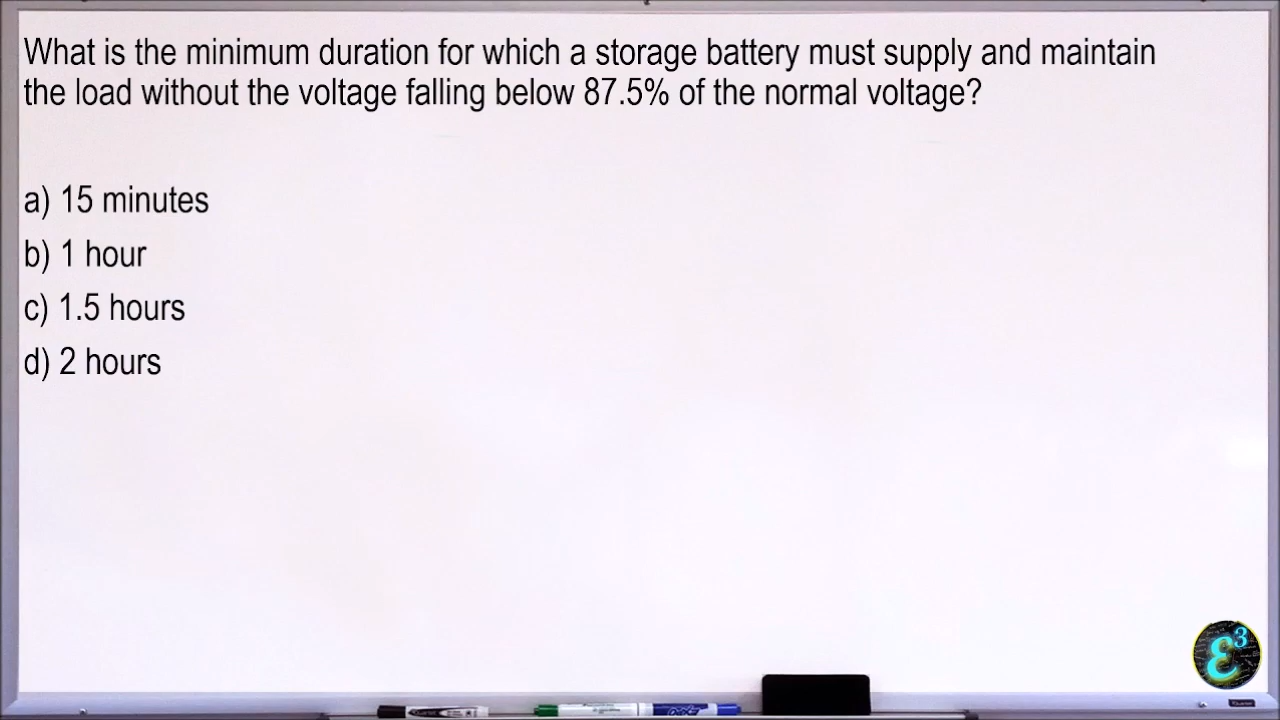 What is the minimum duration for which a storage battery must supply and maintain
the load without the voltage falling below 87.5% of the normal voltage?
a) 15 minutes
b) 1 hour
c) 1.5 hours
d) 2 hours
ε3